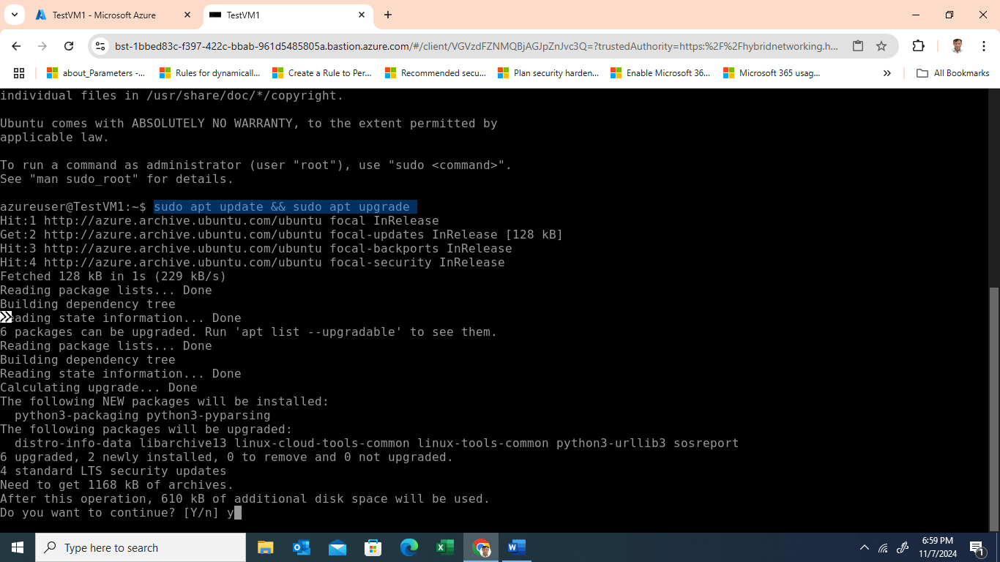 TestVM1 - Microsoft Azure
TestVM1
bst-1bbed83c-f397-422c-bbab-961d5485805a.bastion.azure.com/#/client/VGVzdFZNMQBjAGJpZnJvc3Q=?trustedAuthority=https:%2F%2Fhybridnetworking.h...
about_Parameters -...
Rules for dynamicall...
Create a Rule to Per...
Recommended secu...
Plan security harden...
Enable Microsoft 36...
Microsoft 365 usag...
All Bookmarks
individual files in /usr/share/doc/*/copyright.
Ubuntu comes with ABSOLUTELY NO WARRANTY, to the extent permitted by
applicable law.
To run a command as administrator (user "root"), use "sudo <command>".
See "man sudo_root" for details.
azureuser@TestVM1:~$ sudo apt update && sudo apt upgrade
Hit:1 http://azure.archive.ubuntu.com/ubuntu focal InRelease
Get:2 http://azure.archive.ubuntu.com/ubuntu focal-updates InRelease [128 kB]
Hit:3 http://azure.archive.ubuntu.com/ubuntu focal-backports InRelease
Hit:4 http://azure.archive.ubuntu.com/ubuntu focal-security InRelease
Fetched 128 kB in 1s (229 kB/s)
Reading package lists... Done
Building dependency tree
eading state information... Done
6 packages can be upgraded. Run 'apt list --upgradable' to see them.
Reading package lists... Done
Building dependency tree
Reading state information... Done
Calculating upgrade... Done
The following NEW packages will be installed:
python3-packaging python3-pyparsing
The following packages will be upgraded:
distro-info-data libarchive13 linux-cloud-tools-common linux-tools-common python3-urllib3 sosreport
6 upgraded, 2 newly installed, 0 to remove and 0 not upgraded.
4 standard LTS security updates
Need to get 1168 kB of archives.
After this operation, 610 kB of additional disk space will be used.
Do you want to continue? [Y/n] y
Type here to search
6:59 PM
11/7/2024
1